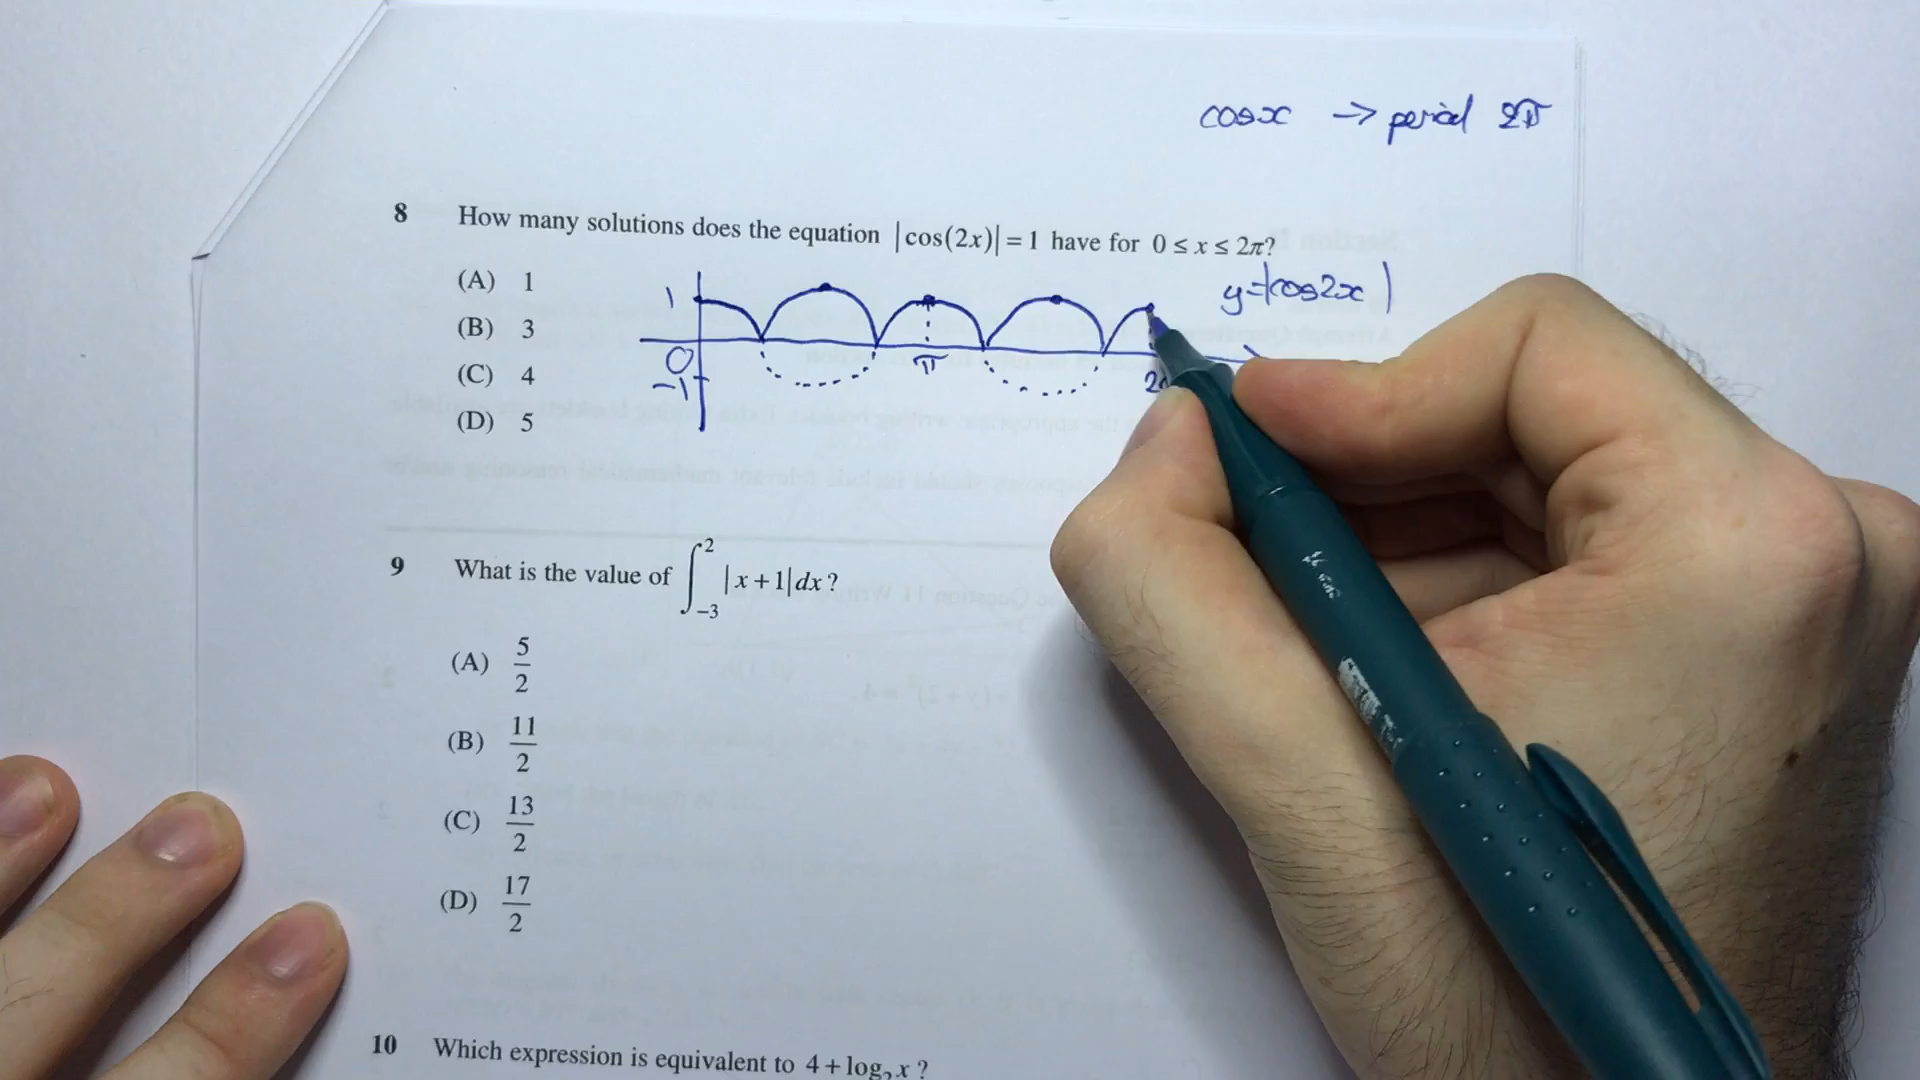 cosx → period 2π
8 How many solutions does the equation |cos(2x)| = 1 have for 0 ≤ x ≤ 2π?
(A) 1
(B) 3
(C) 4
(D) 5
y=|cos2x|
1
0
−1
π
9 What is the value of ∫₋₃² |x+1| dx?
(A) 5/2
(B) 11/2
(C) 13/2
(D) 17/2
10 Which expression is equivalent to 4 + log₂ x ?